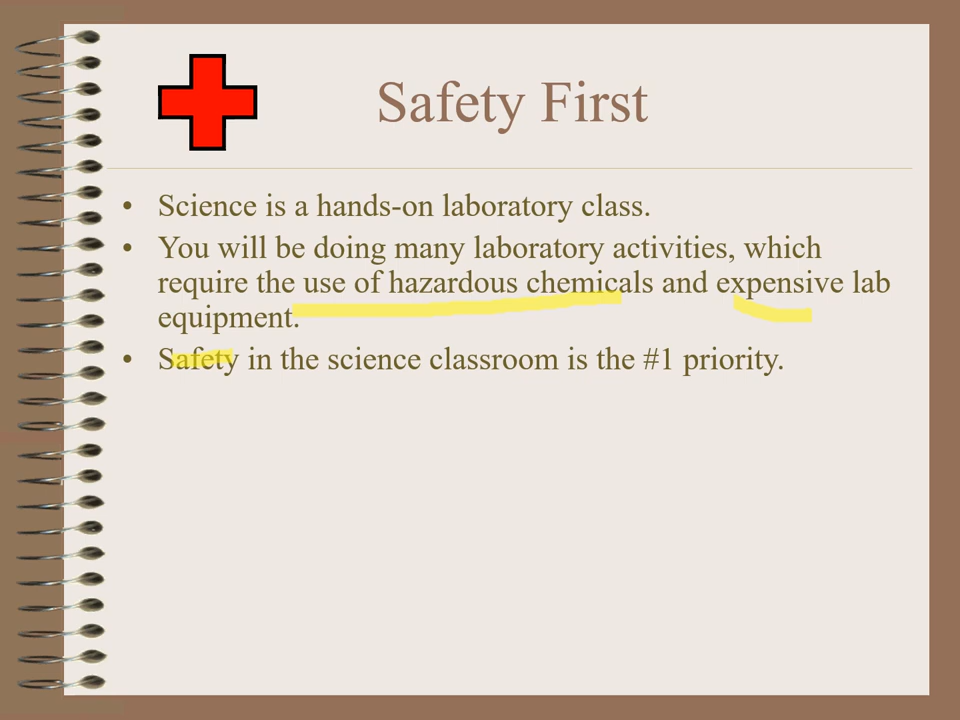 Safety First
• Science is a hands-on laboratory class.
• You will be doing many laboratory activities, which
require the use of hazardous chemicals and expensive lab
equipment.
• Safety in the science classroom is the #1 priority.